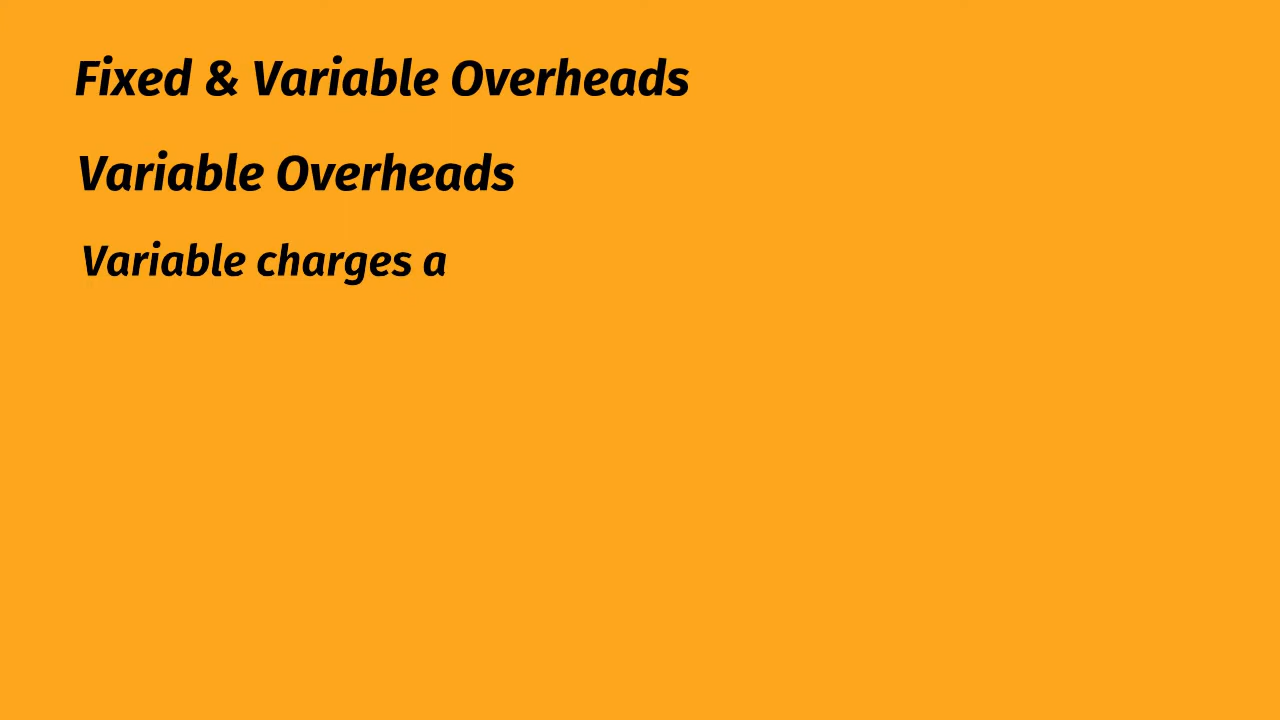 Fixed & Variable Overheads
Variable Overheads
Variable charges a